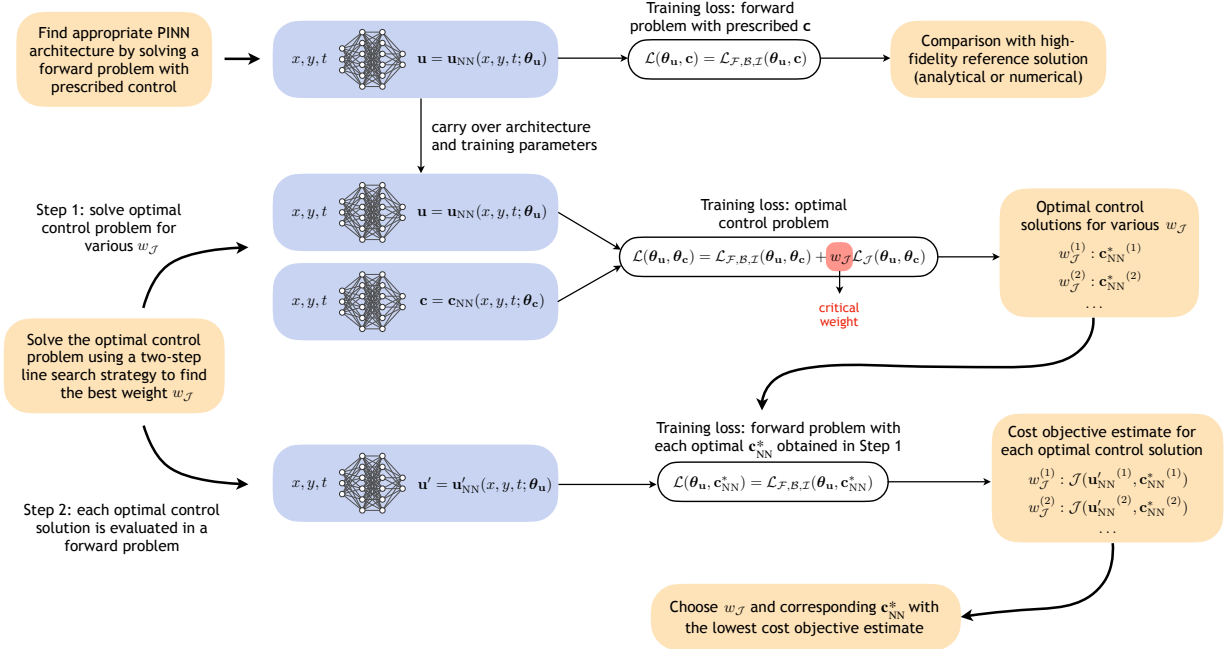 Find appropriate PINN
architecture by solving a
forward problem with
prescribed control
x, y, t
u = u_NN(x, y, t; θ_u)
Training loss: forward
problem with prescribed c
ℒ(θ_u, c) = ℒ_{ℱ,ℬ,ℐ}(θ_u, c)
Comparison with high-
fidelity reference solution
(analytical or numerical)
carry over architecture
and training parameters
Step 1: solve optimal
control problem for
various w_𝒥
x, y, t
u = u_NN(x, y, t; θ_u)
x, y, t
c = c_NN(x, y, t; θ_c)
Training loss: optimal
control problem
ℒ(θ_u, θ_c) = ℒ_{ℱ,ℬ,ℐ}(θ_u, θ_c) + w_𝒥 ℒ_𝒥(θ_u, θ_c)
critical
weight
Optimal control
solutions for various w_𝒥
w_𝒥^(1) : c*_NN^(1)
w_𝒥^(2) : c*_NN^(2)
...
Solve the optimal control
problem using a two-step
line search strategy to find
the best weight w_𝒥
Step 2: each optimal control
solution is evaluated in a
forward problem
x, y, t
u′ = u′_NN(x, y, t; θ_u)
Training loss: forward problem with
each optimal c*_NN obtained in Step 1
ℒ(θ_u, c*_NN) = ℒ_{ℱ,ℬ,ℐ}(θ_u, c*_NN)
Cost objective estimate for
each optimal control solution
w_𝒥^(1) : 𝒥(u′_NN^(1), c*_NN^(1))
w_𝒥^(2) : 𝒥(u′_NN^(2), c*_NN^(2))
...
Choose w_𝒥 and corresponding c*_NN with
the lowest cost objective estimate